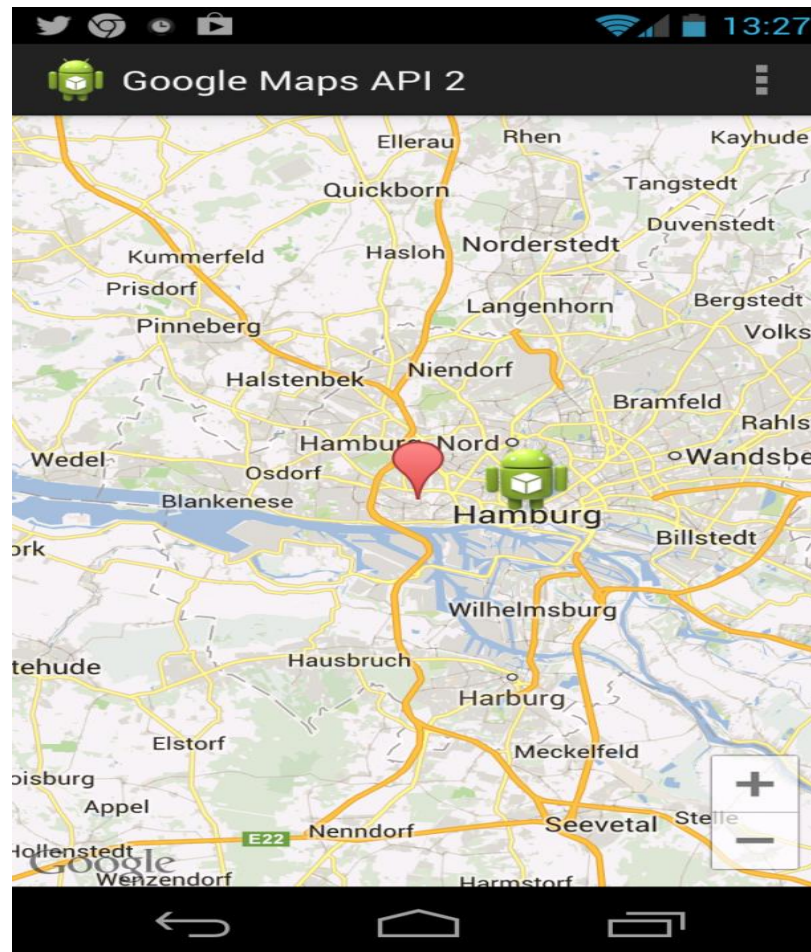 13:27
Google Maps API 2
Ellerau
Rhen
Kayhude
Quickborn
Tangstedt
Duvenstedt
Kummerfeld
Hasloh
Norderstedt
Prisdorf
Langenhorn
Bergstedt
Pinneberg
Volks
Halstenbek
Niendorf
Bramfeld
Rahls
Hamburg-Nord
Wedel
Osdorf
Wandsbe
Blankenese
Hamburg
Billstedt
ork
Wilhelmsburg
tehude
Hausbruch
Harburg
Elstorf
Meckelfeld
oisburg
Appel
Seevetal
Stelle
E22
Nenndorf
Hollenstedt
Google
Wenzendorf
Harmstorf